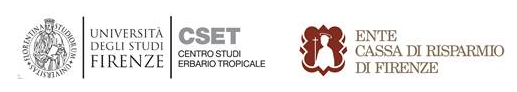 UNIVERSITÀ
DEGLI STUDI
FIRENZE
CSET
CENTRO STUDI
ERBARIO TROPICALE
ENTE
CASSA DI RISPARMIO
DI FIRENZE